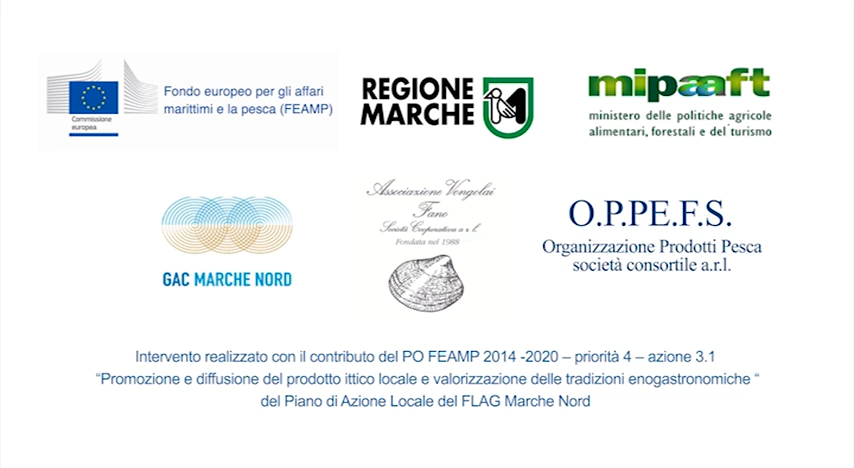 Commissione
europea
Fondo europeo per gli affari
marittimi e la pesca (FEAMP)
REGIONE
MARCHE
mipaaft
ministero delle politiche agricole
alimentari, forestali e del turismo
GAC MARCHE NORD
Associazione Vongolai
Fano
Società Cooperativa a r.l.
Fondata nel 1988
O.P.PE.F.S.
Organizzazione Prodotti Pesca
società consortile a.r.l.
Intervento realizzato con il contributo del PO FEAMP 2014 -2020 – priorità 4 – azione 3.1
“Promozione e diffusione del prodotto ittico locale e valorizzazione delle tradizioni enogastronomiche “
del Piano di Azione Locale del FLAG Marche Nord